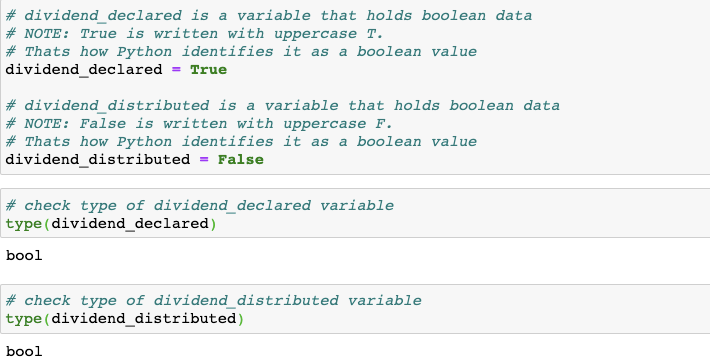 # dividend_declared is a variable that holds boolean data
# NOTE: True is written with uppercase T.
# Thats how Python identifies it as a boolean value
dividend_declared = True
# dividend_distributed is a variable that holds boolean data
# NOTE: False is written with uppercase F.
# Thats how Python identifies it as a boolean value
dividend_distributed = False
# check type of dividend_declared variable
type(dividend_declared)
bool
# check type of dividend_distributed variable
type(dividend_distributed)
bool